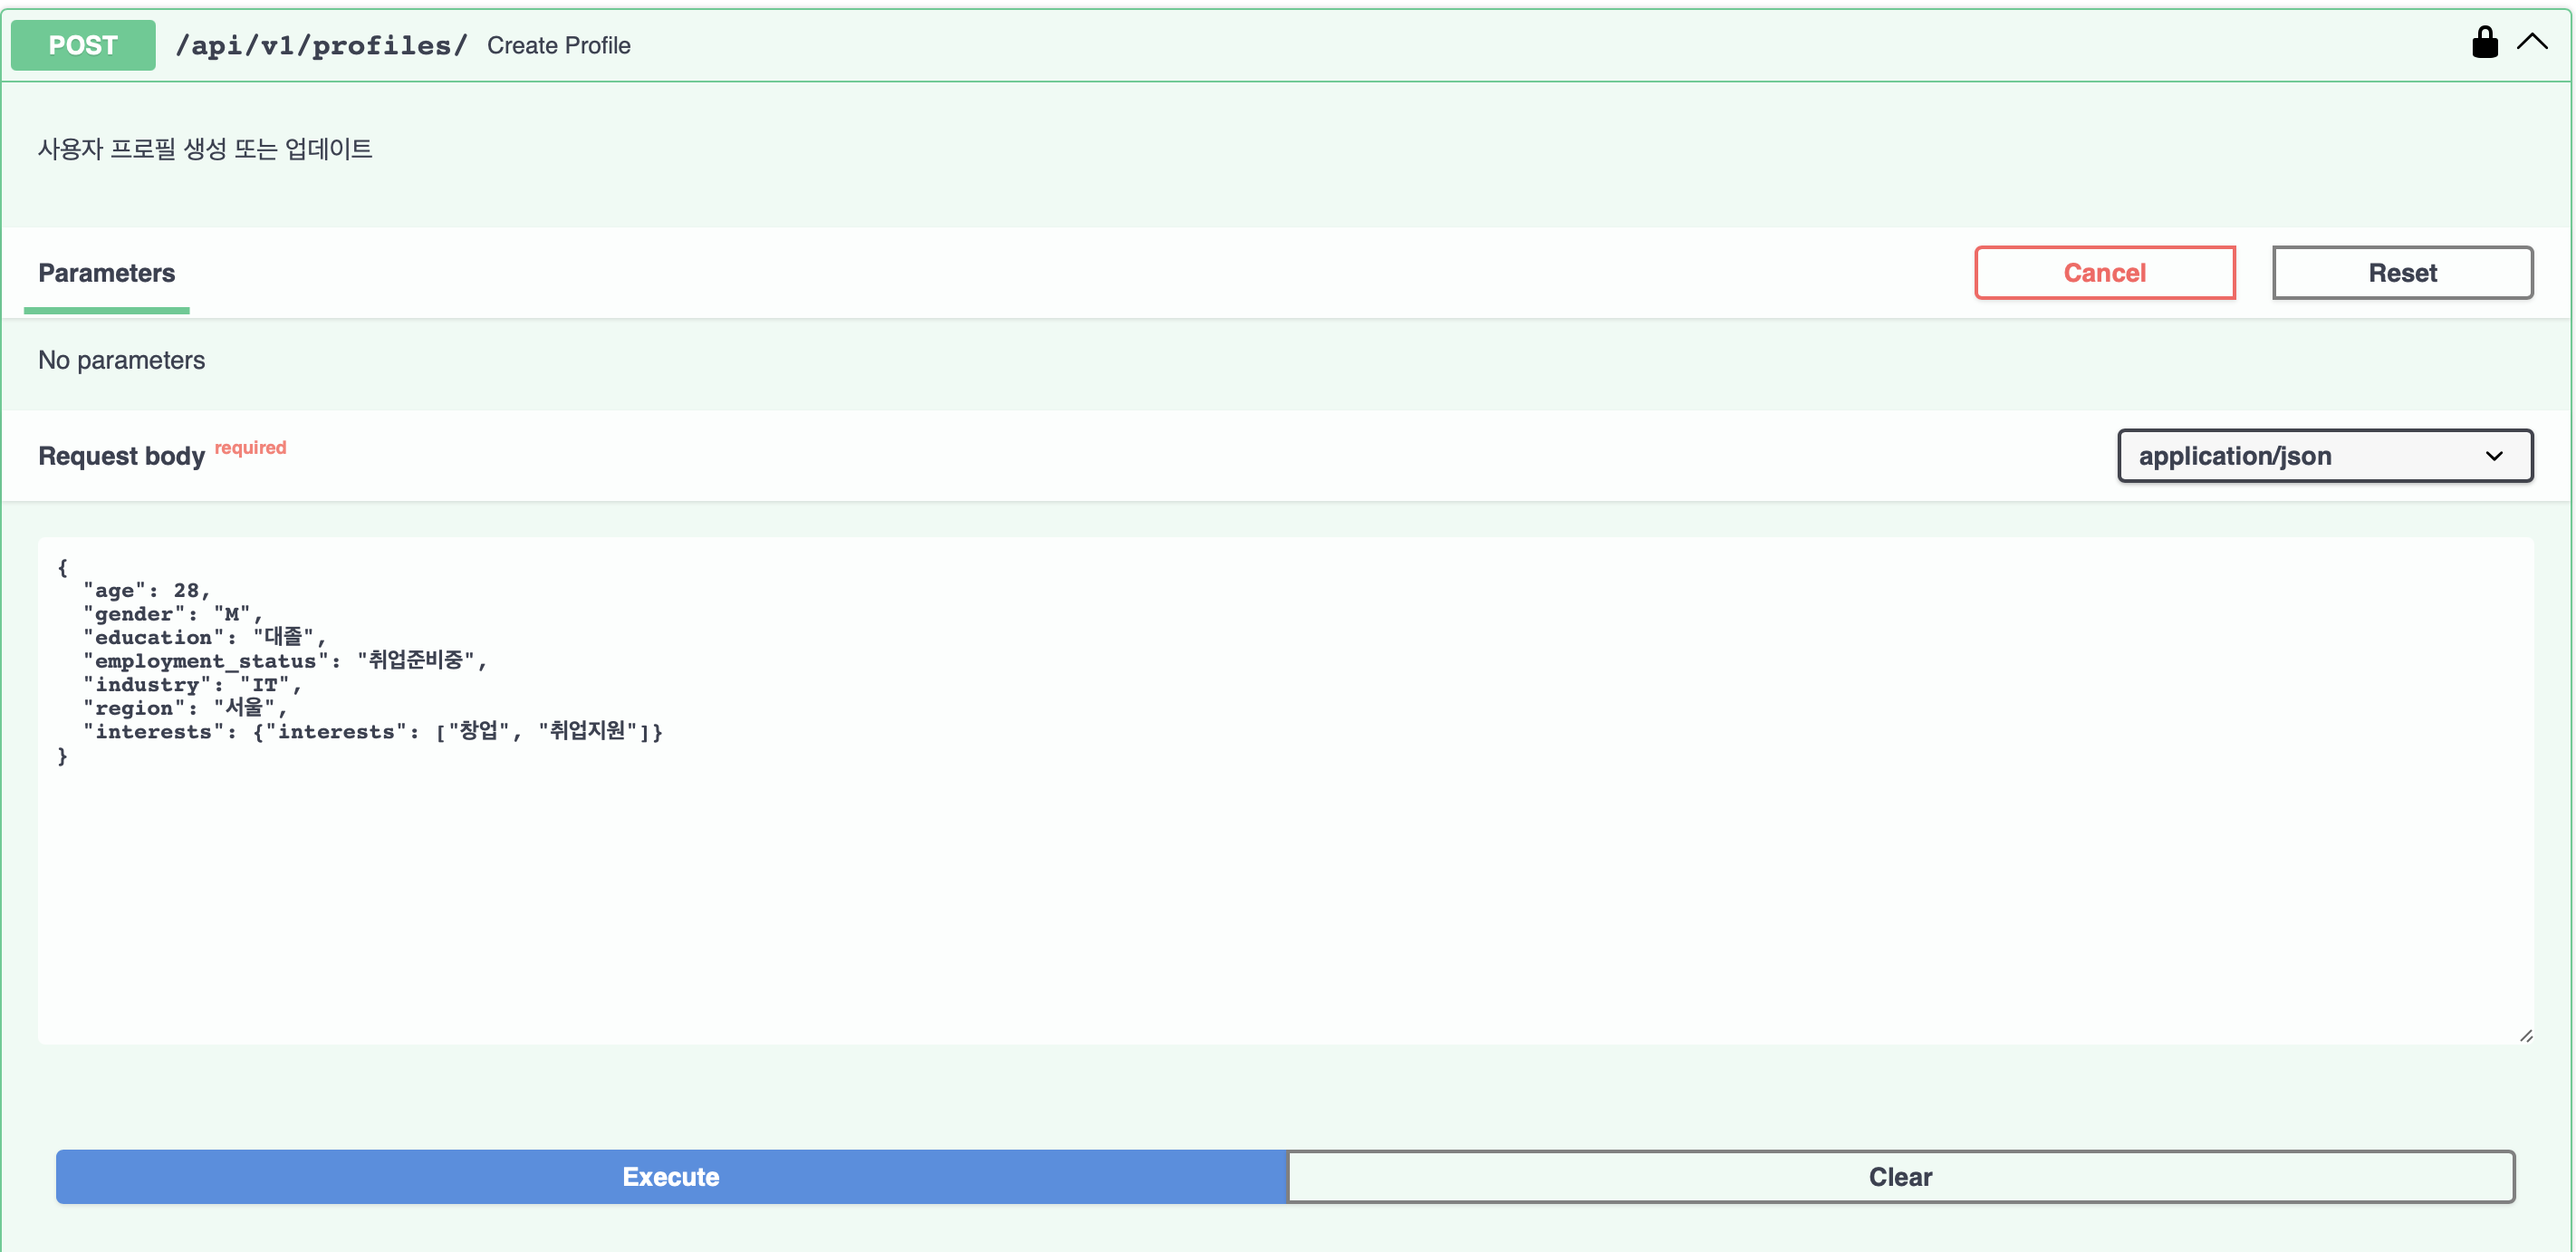 POST /api/v1/profiles/ Create Profile
사용자 프로필 생성 또는 업데이트
Parameters
Cancel
Reset
No parameters
Request body required
application/json
{
  "age": 28,
  "gender": "M",
  "education": "대졸",
  "employment_status": "취업준비중",
  "industry": "IT",
  "region": "서울",
  "interests": {"interests": ["창업", "취업지원"]}
}
Execute
Clear